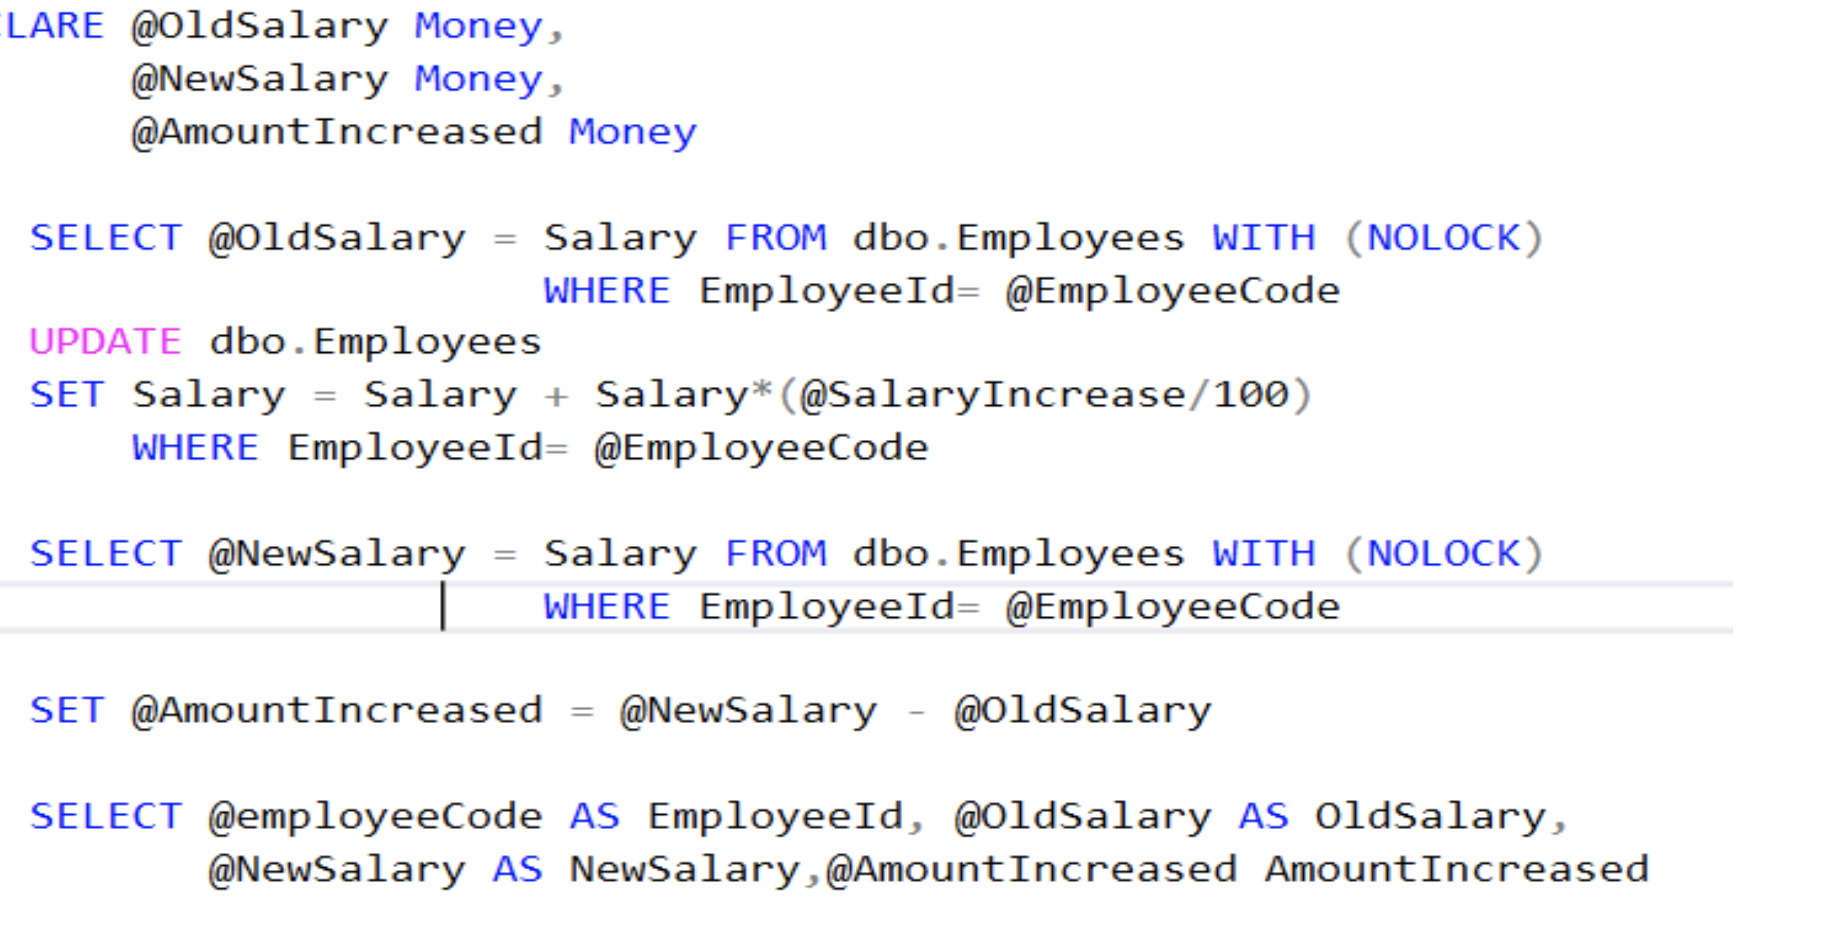 CLARE @OldSalary Money,
@NewSalary Money,
@AmountIncreased Money
SELECT @OldSalary = Salary FROM dbo.Employees WITH (NOLOCK)
WHERE EmployeeId= @EmployeeCode
UPDATE dbo.Employees
SET Salary = Salary + Salary*(@SalaryIncrease/100)
WHERE EmployeeId= @EmployeeCode
SELECT @NewSalary = Salary FROM dbo.Employees WITH (NOLOCK)
WHERE EmployeeId= @EmployeeCode
SET @AmountIncreased = @NewSalary - @OldSalary
SELECT @employeeCode AS EmployeeId, @OldSalary AS OldSalary,
@NewSalary AS NewSalary,@AmountIncreased AmountIncreased